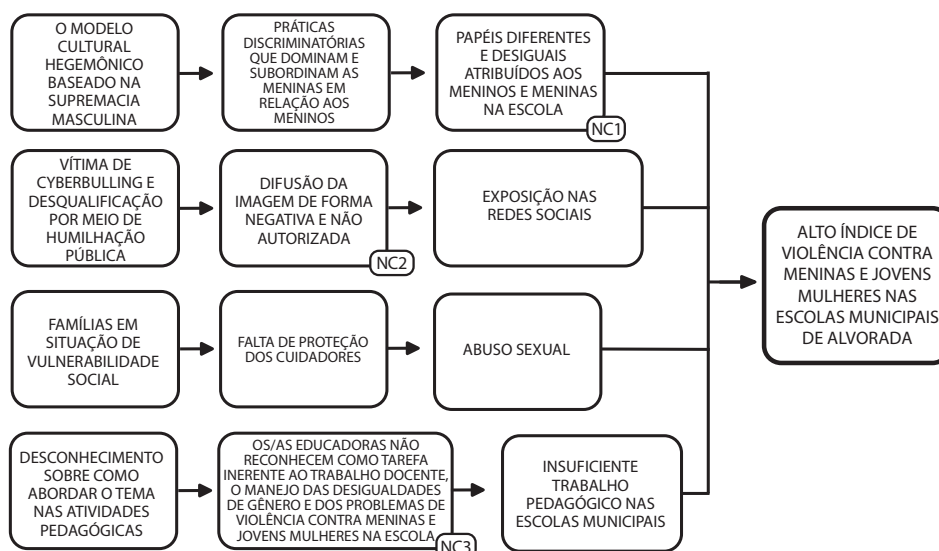 O MODELO
CULTURAL
HEGEMÔNICO
BASEADO NA
SUPREMACIA
MASCULINA
PRÁTICAS
DISCRIMINATÓRIAS
QUE DOMINAM E
SUBORDINAM AS
MENINAS EM
RELAÇÃO AOS
MENINOS
PAPÉIS DIFERENTES
E DESIGUAIS
ATRIBUÍDOS AOS
MENINOS E MENINAS
NA ESCOLA
NC1
VÍTIMA DE
CYBERBULLING E
DESQUALIFICAÇÃO
POR MEIO DE
HUMILHAÇÃO
PÚBLICA
DIFUSÃO DA
IMAGEM DE FORMA
NEGATIVA E NÃO
AUTORIZADA
NC2
EXPOSIÇÃO NAS
REDES SOCIAIS
FAMÍLIAS EM
SITUAÇÃO DE
VULNERABILIDADE
SOCIAL
FALTA DE PROTEÇÃO
DOS CUIDADORES
ABUSO SEXUAL
DESCONHECIMENTO
SOBRE COMO
ABORDAR O TEMA
NAS ATIVIDADES
PEDAGÓGICAS
OS/AS EDUCADORAS NÃO
RECONHECEM COMO TAREFA
INERENTE AO TRABALHO DOCENTE,
O MANEJO DAS DESIGUALDADES
DE GÊNERO E DOS PROBLEMAS DE
VIOLÊNCIA CONTRA MENINAS E
JOVENS MULHERES NA ESCOLA
NC3
INSUFICIENTE
TRABALHO
PEDAGÓGICO NAS
ESCOLAS MUNICIPAIS
ALTO ÍNDICE DE
VIOLÊNCIA CONTRA
MENINAS E JOVENS
MULHERES NAS
ESCOLAS MUNICIPAIS
DE ALVORADA